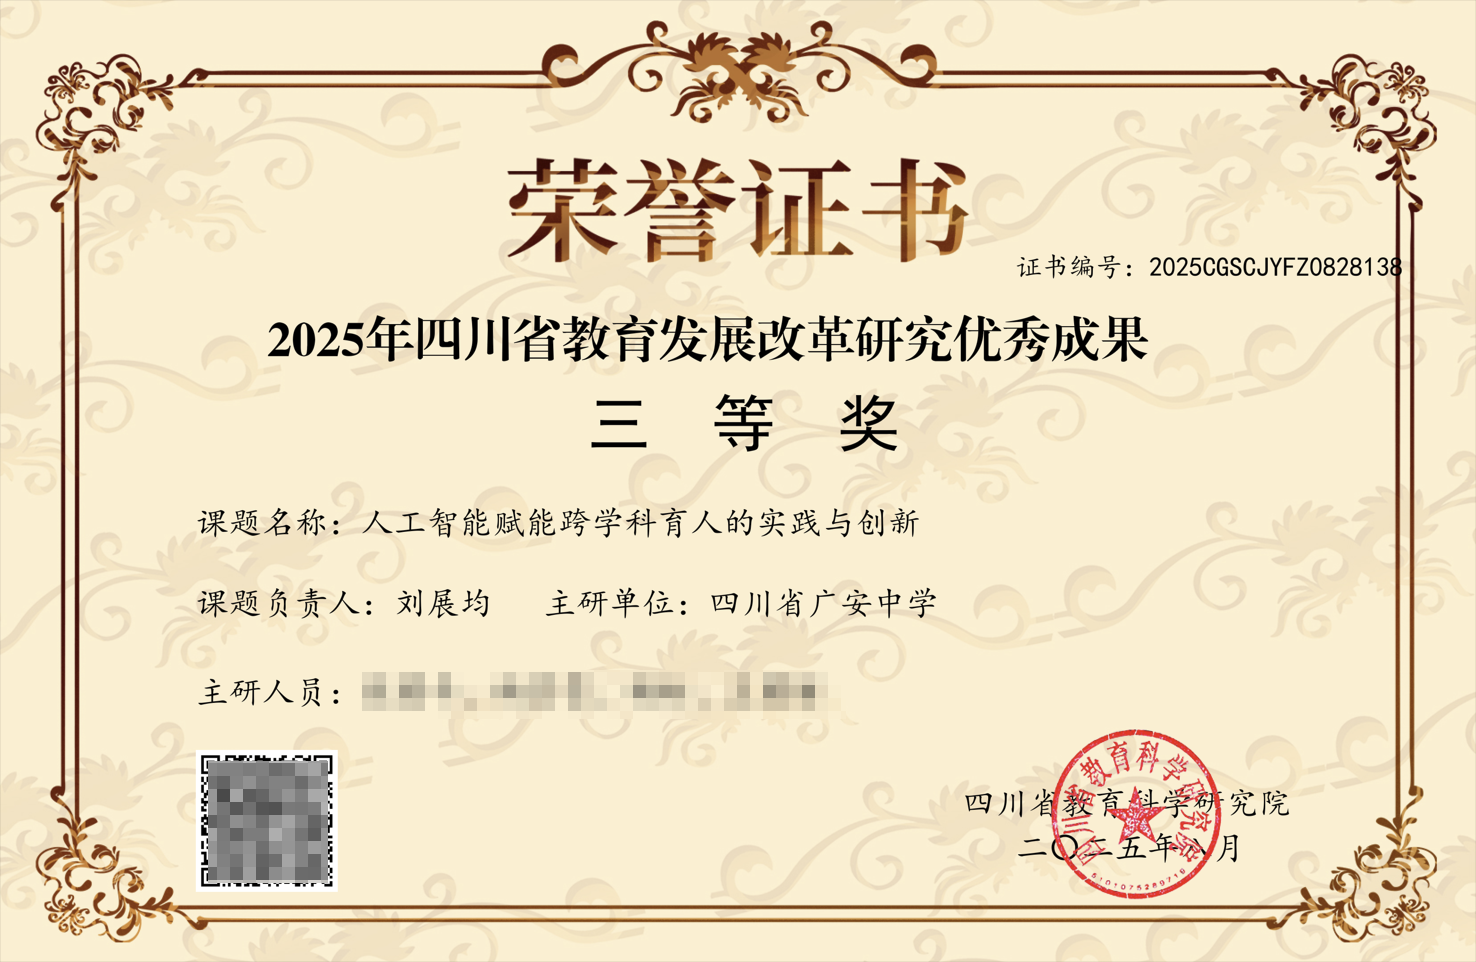 荣誉证书
证书编号：2025CGSCJYFZ0828138
2025年四川省教育发展改革研究优秀成果
三等奖
课题名称：人工智能赋能跨学科育人的实践与创新
课题负责人：刘展均 主研单位：四川省广安中学
主研人员：
四川省教育科学研究院
二〇二五年八月
四川省教育科学研究院
5101075289716